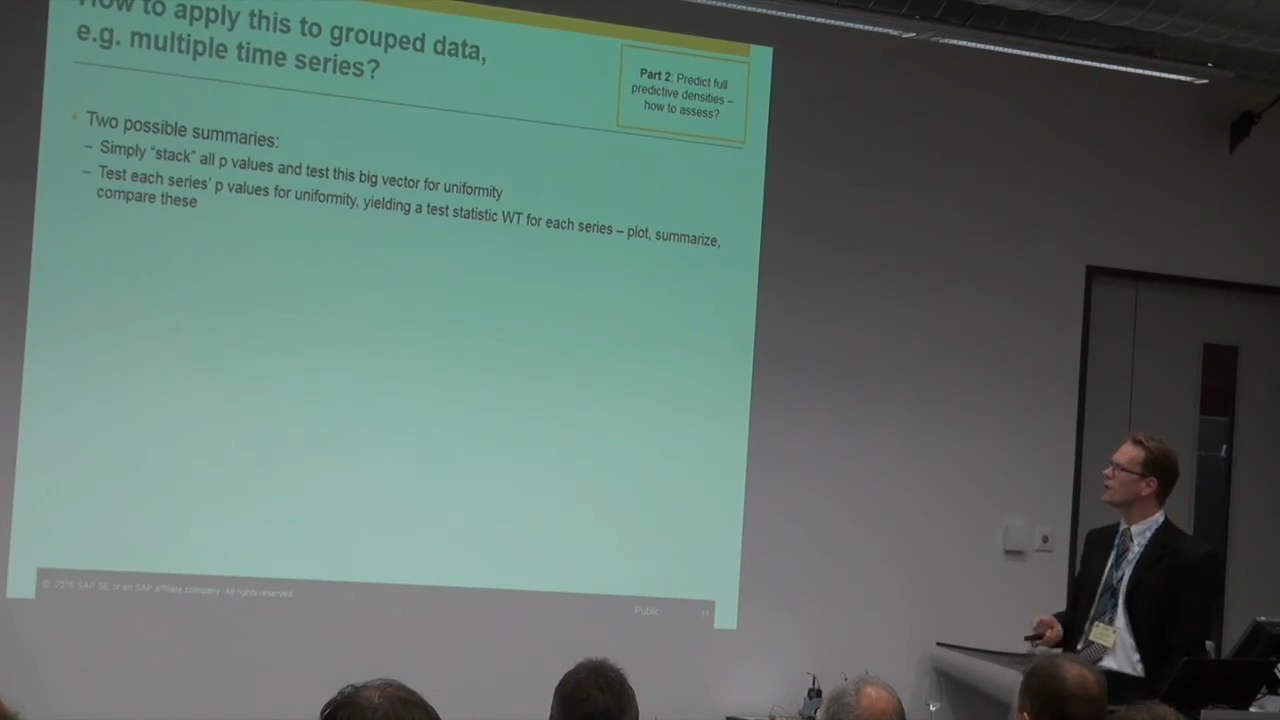 How to apply this to grouped data,
e.g. multiple time series?
Part 2: Predict full
predictive densities –
how to assess?
Two possible summaries:
– Simply “stack” all p values and test this big vector for uniformity
– Test each series’ p values for uniformity, yielding a test statistic WT for each series – plot, summarize,
compare these
© 2016 SAP SE or an SAP affiliate company. All rights reserved.
Public
11